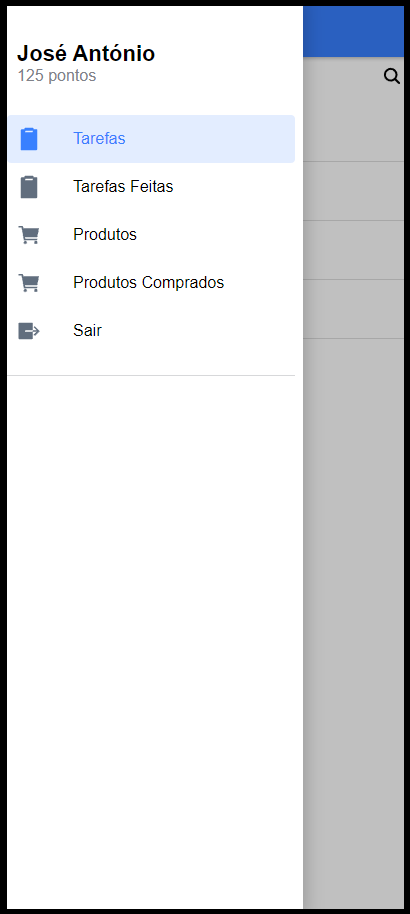 José António
125 pontos
Tarefas
Tarefas Feitas
Produtos
Produtos Comprados
Sair